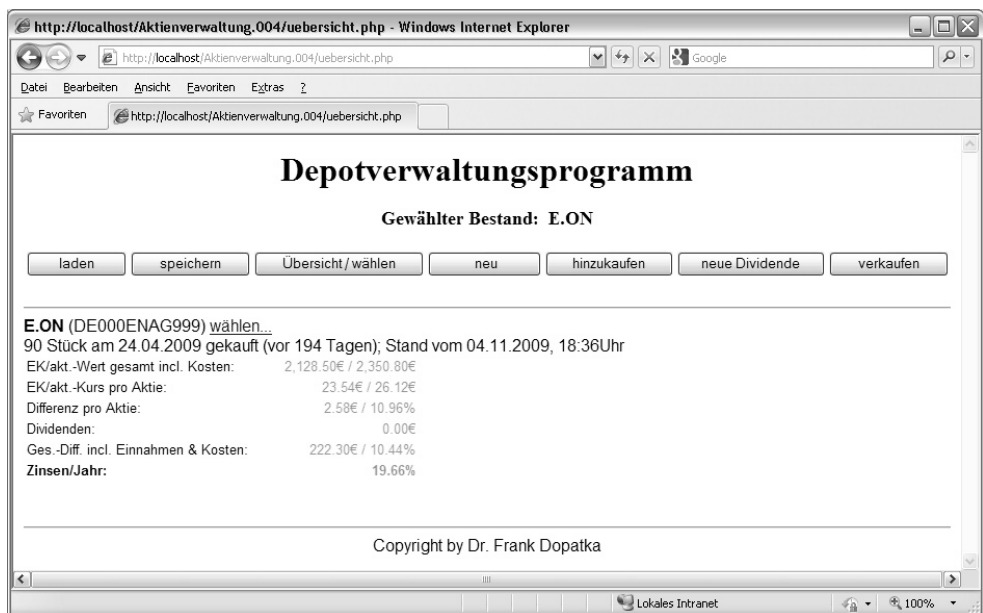 http://localhost/Aktienverwaltung.004/uebersicht.php - Windows Internet Explorer
http://localhost/Aktienverwaltung.004/uebersicht.php Google
Datei Bearbeiten Ansicht Favoriten Extras ?
Favoriten http://localhost/Aktienverwaltung.004/uebersicht.php
Depotverwaltungsprogramm
Gewählter Bestand: E.ON
laden speichern Übersicht / wählen neu hinzukaufen neue Dividende verkaufen
E.ON (DE000ENAG999) wählen...
90 Stück am 24.04.2009 gekauft (vor 194 Tagen); Stand vom 04.11.2009, 18:36Uhr
EK/akt.-Wert gesamt incl. Kosten: 2,128.50€ / 2,350.80€
EK/akt.-Kurs pro Aktie: 23.54€ / 26.12€
Differenz pro Aktie: 2.58€ / 10.96%
Dividenden: 0.00€
Ges.-Diff. incl. Einnahmen & Kosten: 222.30€ / 10.44%
Zinsen/Jahr: 19.66%
Copyright by Dr. Frank Dopatka
Lokales Intranet 100%